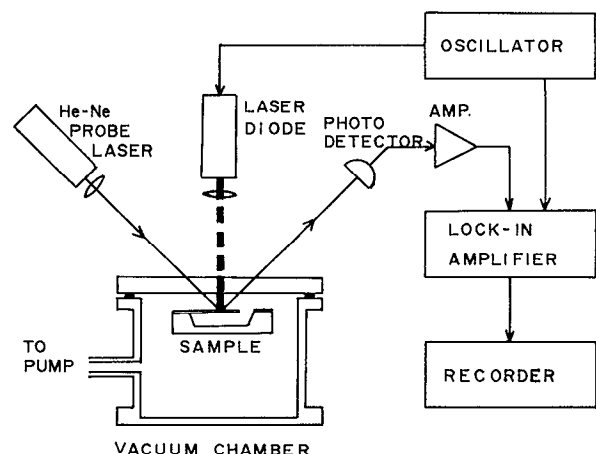 OSCILLATOR
He-Ne
PROBE
LASER
LASER
DIODE
PHOTO
DETECTOR
AMP.
LOCK-IN
AMPLIFIER
SAMPLE
TO
PUMP
RECORDER
VACUUM CHAMBER